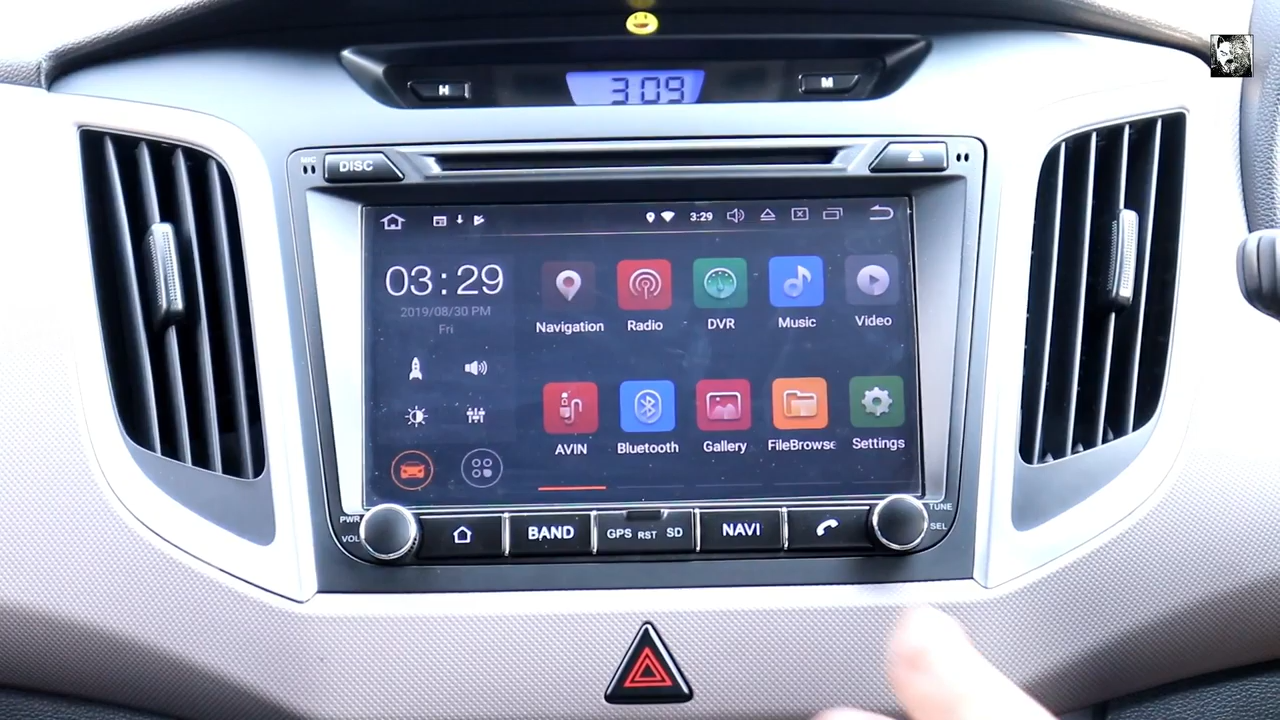 H
3:09
M
MIC
DISC
3:29
03:29
2019/08/30 PM
Fri
Navigation
Radio
DVR
Music
Video
AVIN
Bluetooth
Gallery
FileBrowse
Settings
PWR
VOL
BAND
GPS
RST
SD
NAVI
TUNE
SEL